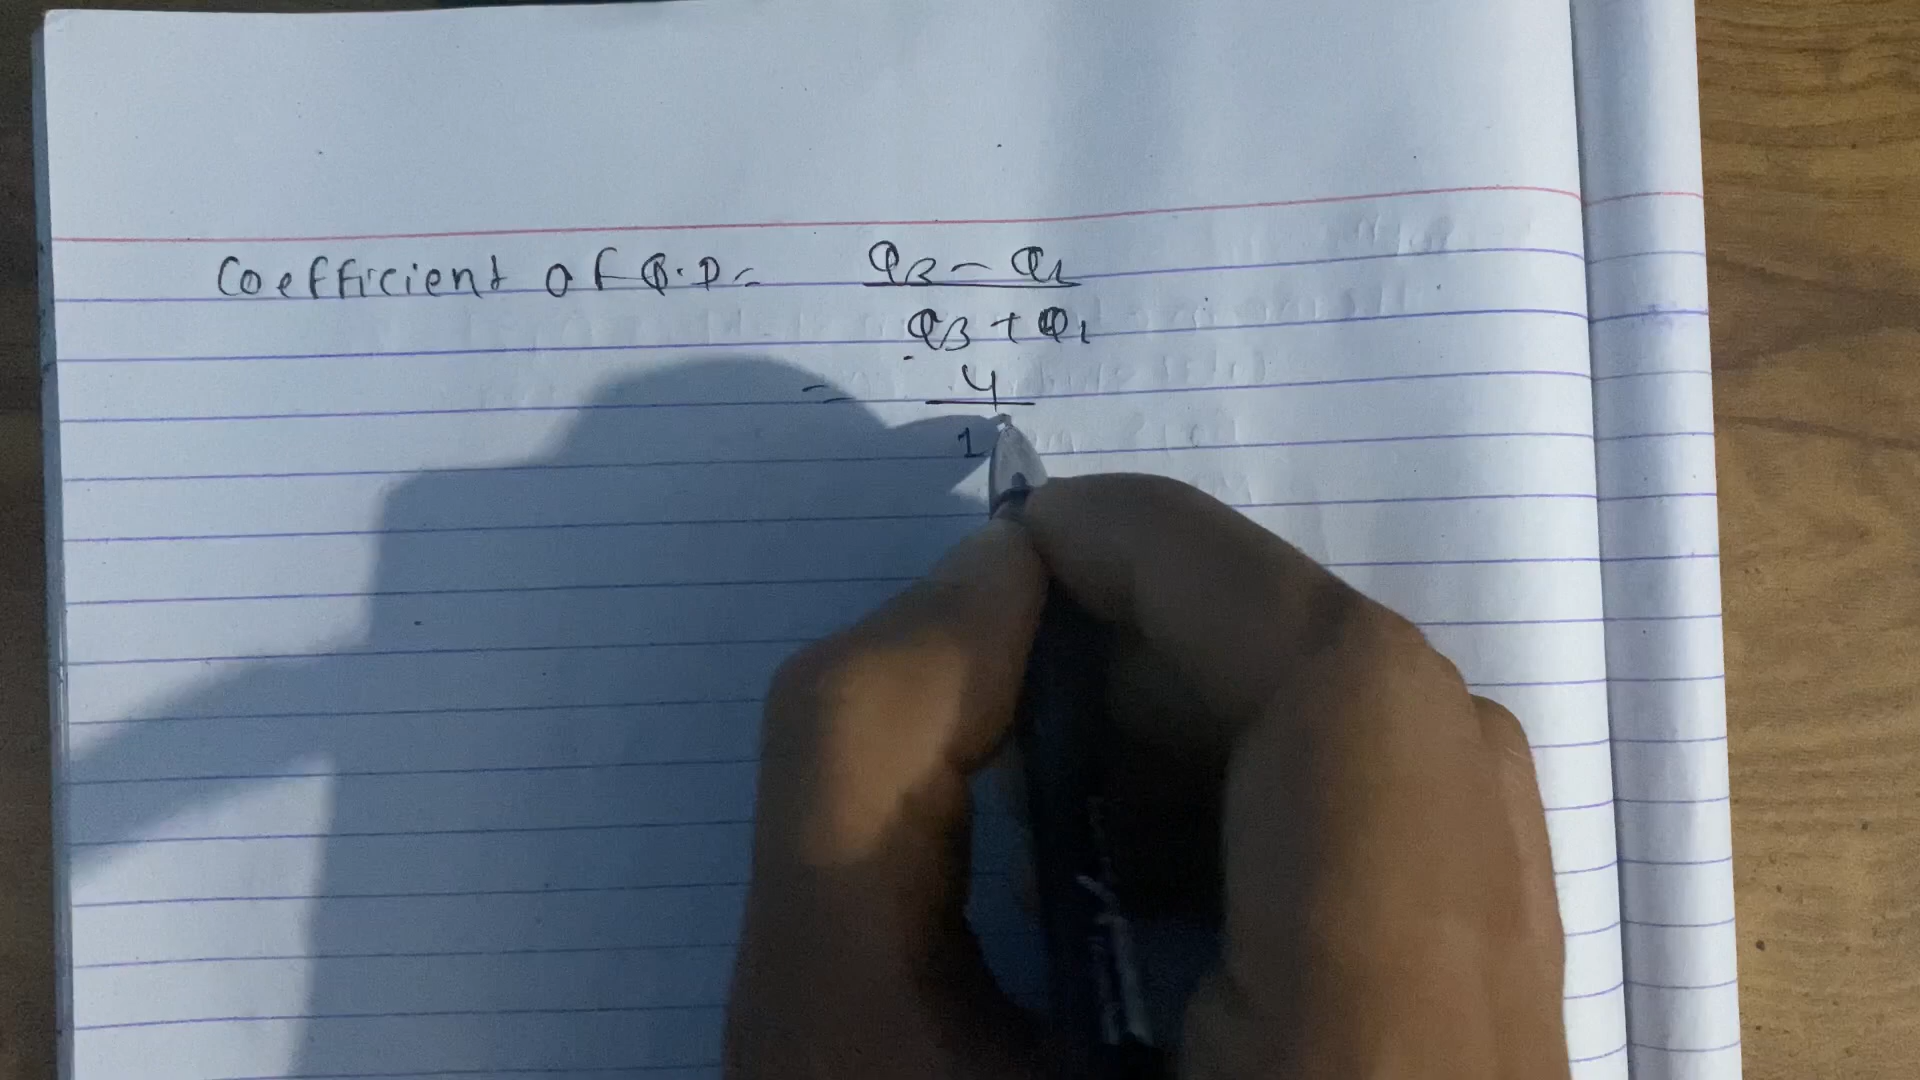 Coefficient of Q.D = Q3 - Q1
Q3 + Q1
= 4
1